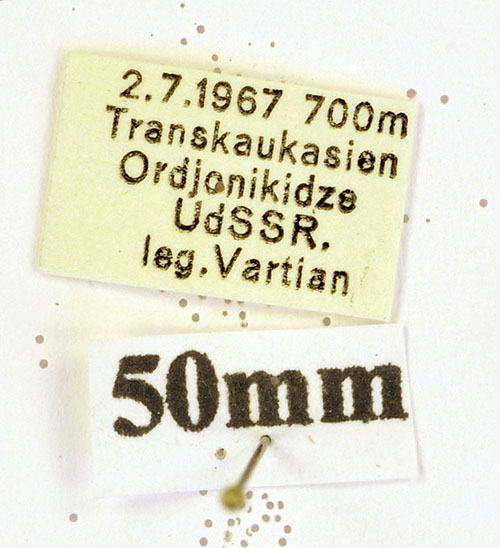 2.7.1967 700m
Transkaukasien
Ordjonikidze
UdSSR.
leg.Vartian
50mm